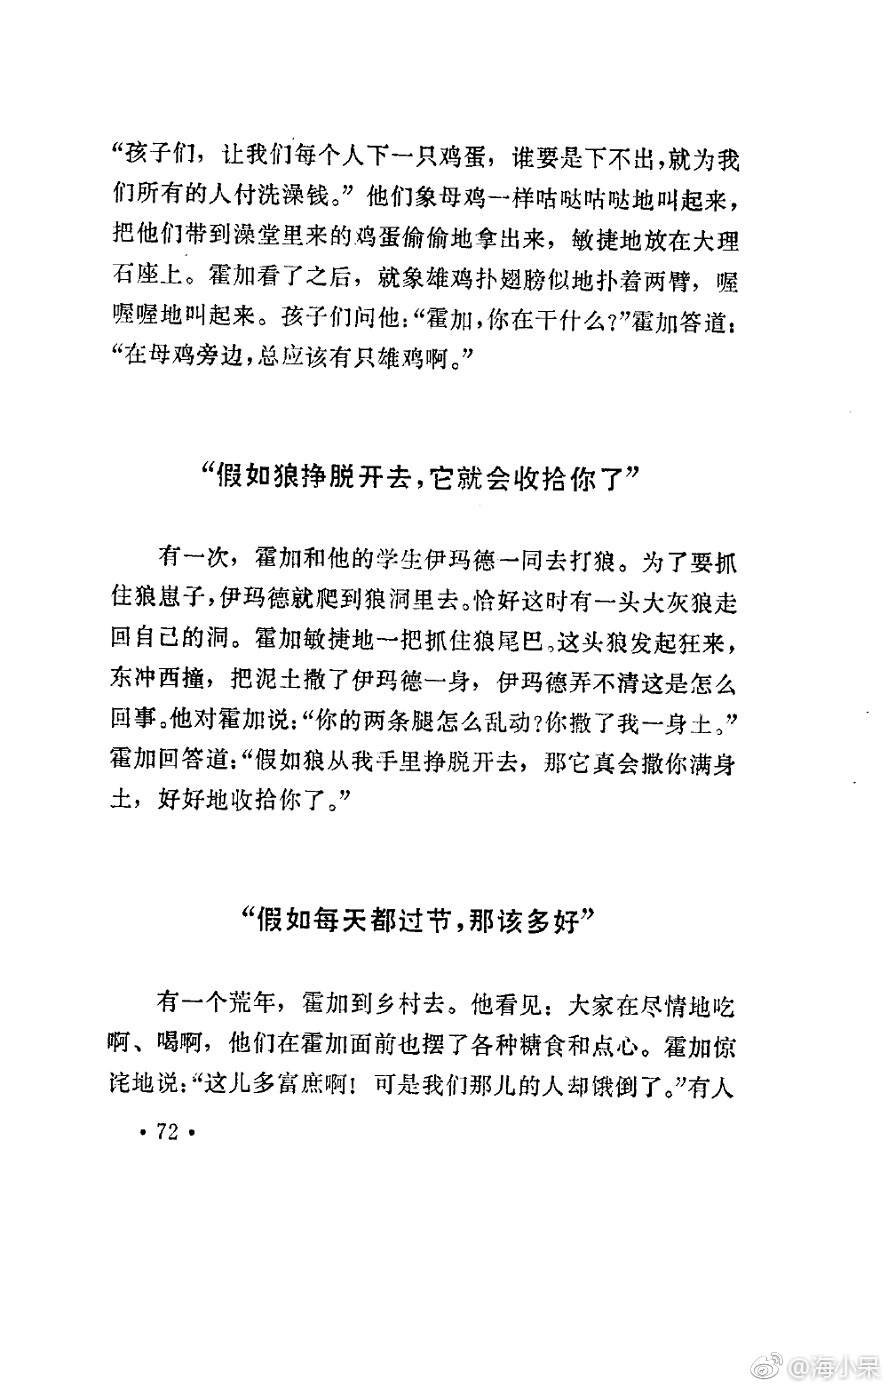 “孩子们，让我们每个人下一只鸡蛋，谁要是下不出，就为我
们所有的人付洗澡钱。”他们象母鸡一样咕哒咕哒地叫起来，
把他们带到澡堂里来的鸡蛋偷偷地拿出来，敏捷地放在大理
石座上。霍加看了之后，就象雄鸡扑翅膀似地扑着两臂，喔
喔喔地叫起来。孩子们问他：“霍加，你在干什么？”霍加答道：
“在母鸡旁边，总应该有只雄鸡啊。”
“假如狼挣脱开去，它就会收拾你了”
有一次，霍加和他的学生伊玛德一同去打狼。为了要抓
住狼崽子，伊玛德就爬到狼洞里去。恰好这时有一头大灰狼走
回自己的洞。霍加敏捷地一把抓住狼尾巴。这头狼发起狂来，
东冲西撞，把泥土撒了伊玛德一身，伊玛德弄不清这是怎么
回事。他对霍加说：“你的两条腿怎么乱动？你撒了我一身土。”
霍加回答道：“假如狼从我手里挣脱开去，那它真会撒你满身
土，好好地收拾你了。”
“假如每天都过节，那该多好”
有一个荒年，霍加到乡村去。他看见：大家在尽情地吃
啊、喝啊，他们在霍加面前也摆了各种糖食和点心。霍加惊
诧地说：“这儿多富庶啊！可是我们那儿的人却饿倒了。”有人
·72·
@海小呆